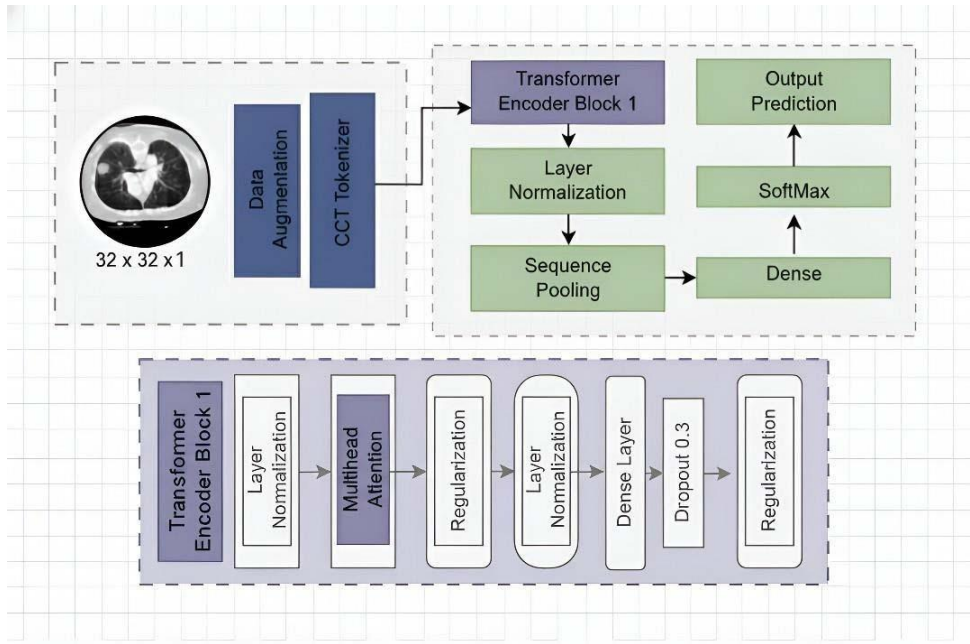 32 x 32 x 1
Data
Augmentation
CCT Tokenizer
Transformer
Encoder Block 1
Layer
Normalization
Sequence
Pooling
Output
Prediction
SoftMax
Dense
Transformer
Encoder Block 1
Layer
Normalization
Multihead
Attention
Regularization
Layer
Normalization
Dense Layer
Dropout 0.3
Regularization